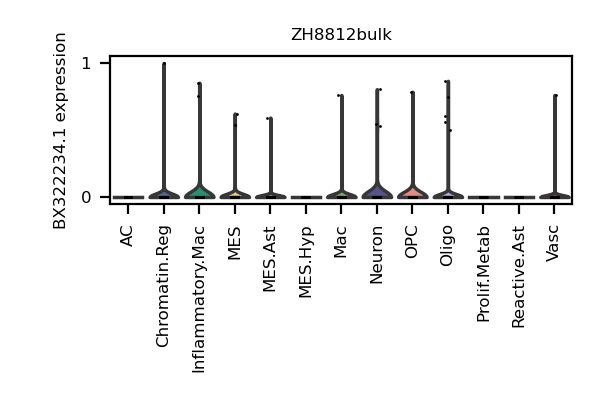 ZH8812bulk
BX322234.1 expression
1
0
AC
Chromatin.Reg
Inflammatory.Mac
MES
MES.Ast
MES.Hyp
Mac
Neuron
OPC
Oligo
Prolif.Metab
Reactive.Ast
Vasc